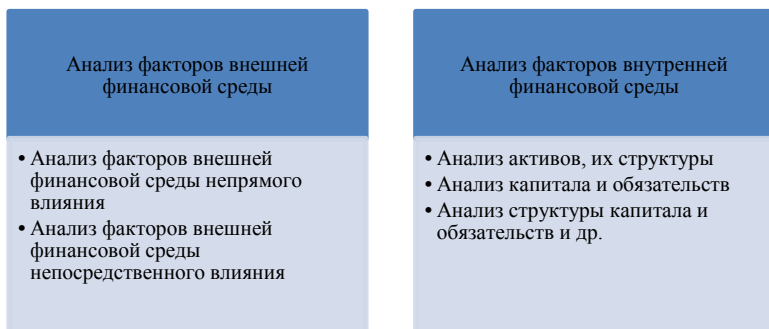 Анализ факторов внешней
финансовой среды
• Анализ факторов внешней
финансовой среды непрямого
влияния
• Анализ факторов внешней
финансовой среды
непосредственного влияния
Анализ факторов внутренней
финансовой среды
• Анализ активов, их структуры
• Анализ капитала и обязательств
• Анализ структуры капитала и
обязательств и др.